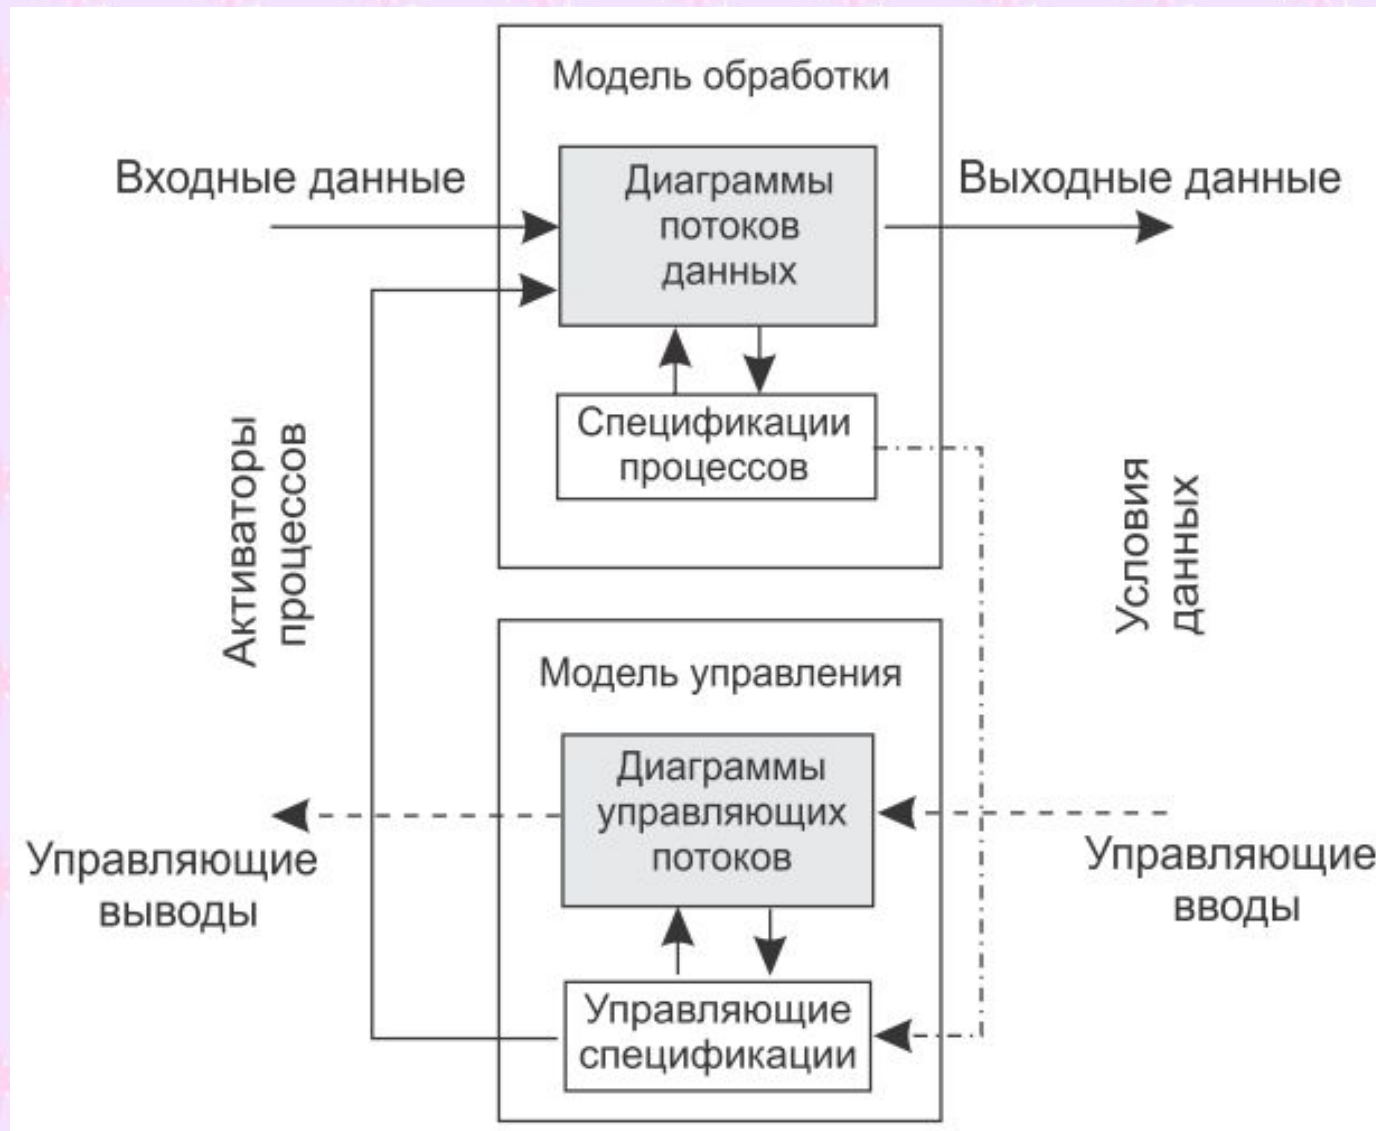 Модель обработки
Входные данные
Диаграммы
потоков
данных
Выходные данные
Спецификации
процессов
Активаторы
процессов
Условия
данных
Модель управления
Диаграммы
управляющих
потоков
Управляющие
выводы
Управляющие
вводы
Управляющие
спецификации